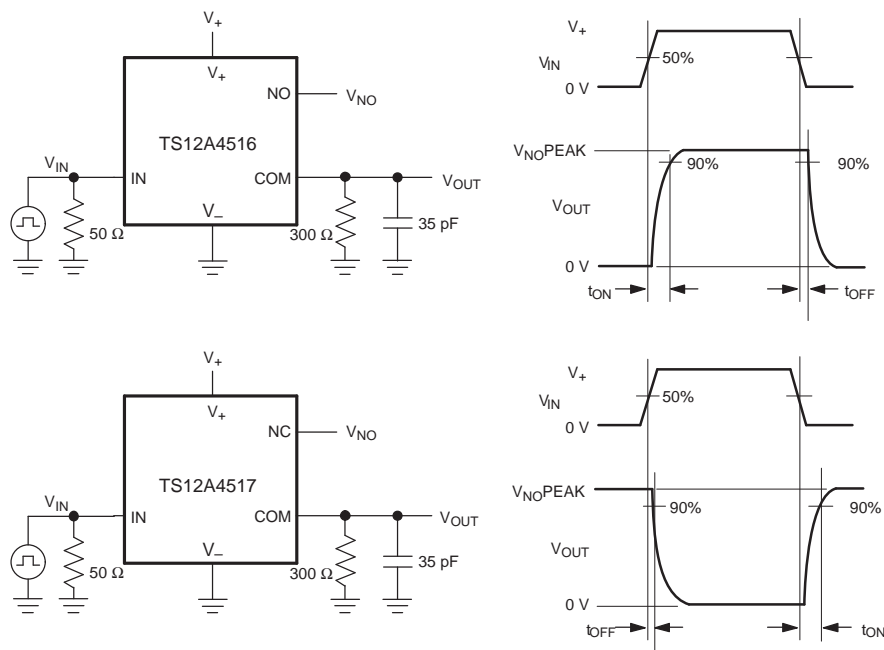 V+
V+
NO
VNO
TS12A4516
VIN
IN
COM
VOUT
V–
50 Ω
300 Ω
35 pF
V+
VIN
50%
0 V
VNOPEAK
90%
90%
VOUT
0 V
tON
tOFF
V+
V+
NC
VNO
TS12A4517
VIN
IN
COM
VOUT
V–
50 Ω
300 Ω
35 pF
V+
VIN
50%
0 V
VNOPEAK
90%
90%
VOUT
0 V
tOFF
tON